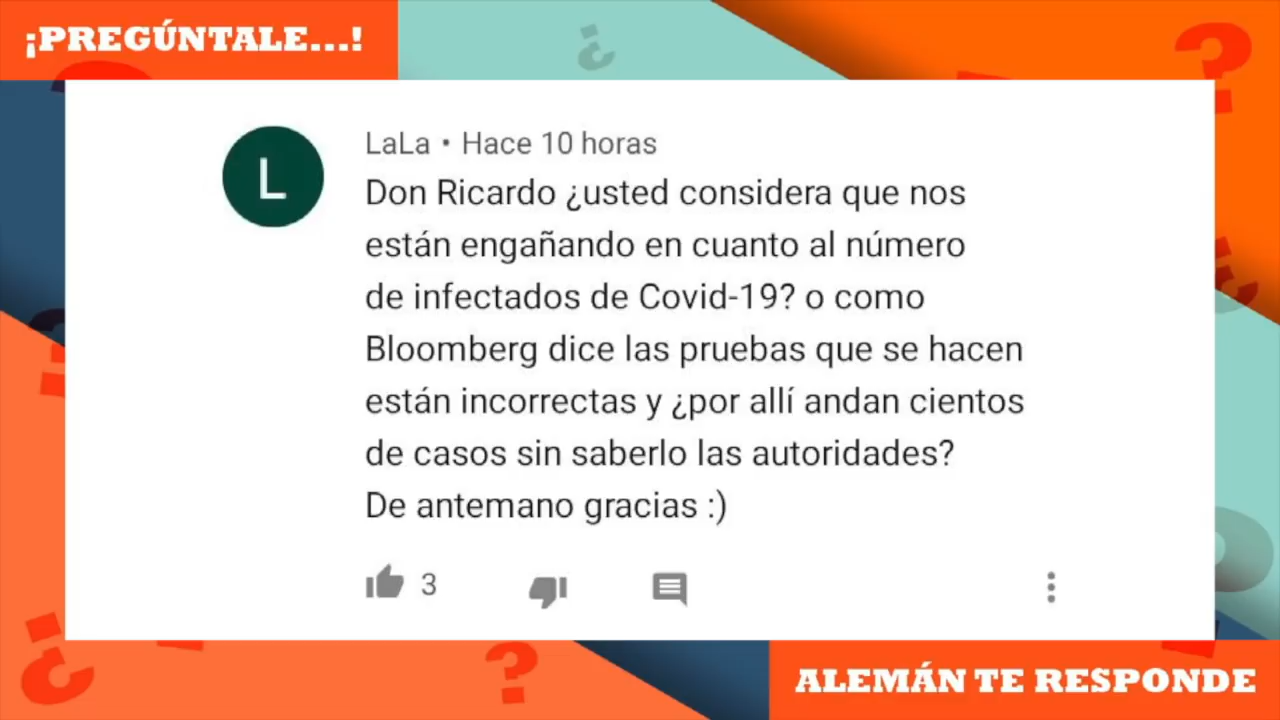 ¡PREGÚNTALE...!
L
LaLa • Hace 10 horas
Don Ricardo ¿usted considera que nos
están engañando en cuanto al número
de infectados de Covid-19? o como
Bloomberg dice las pruebas que se hacen
están incorrectas y ¿por allí andan cientos
de casos sin saberlo las autoridades?
De antemano gracias :)
3
ALEMÁN TE RESPONDE